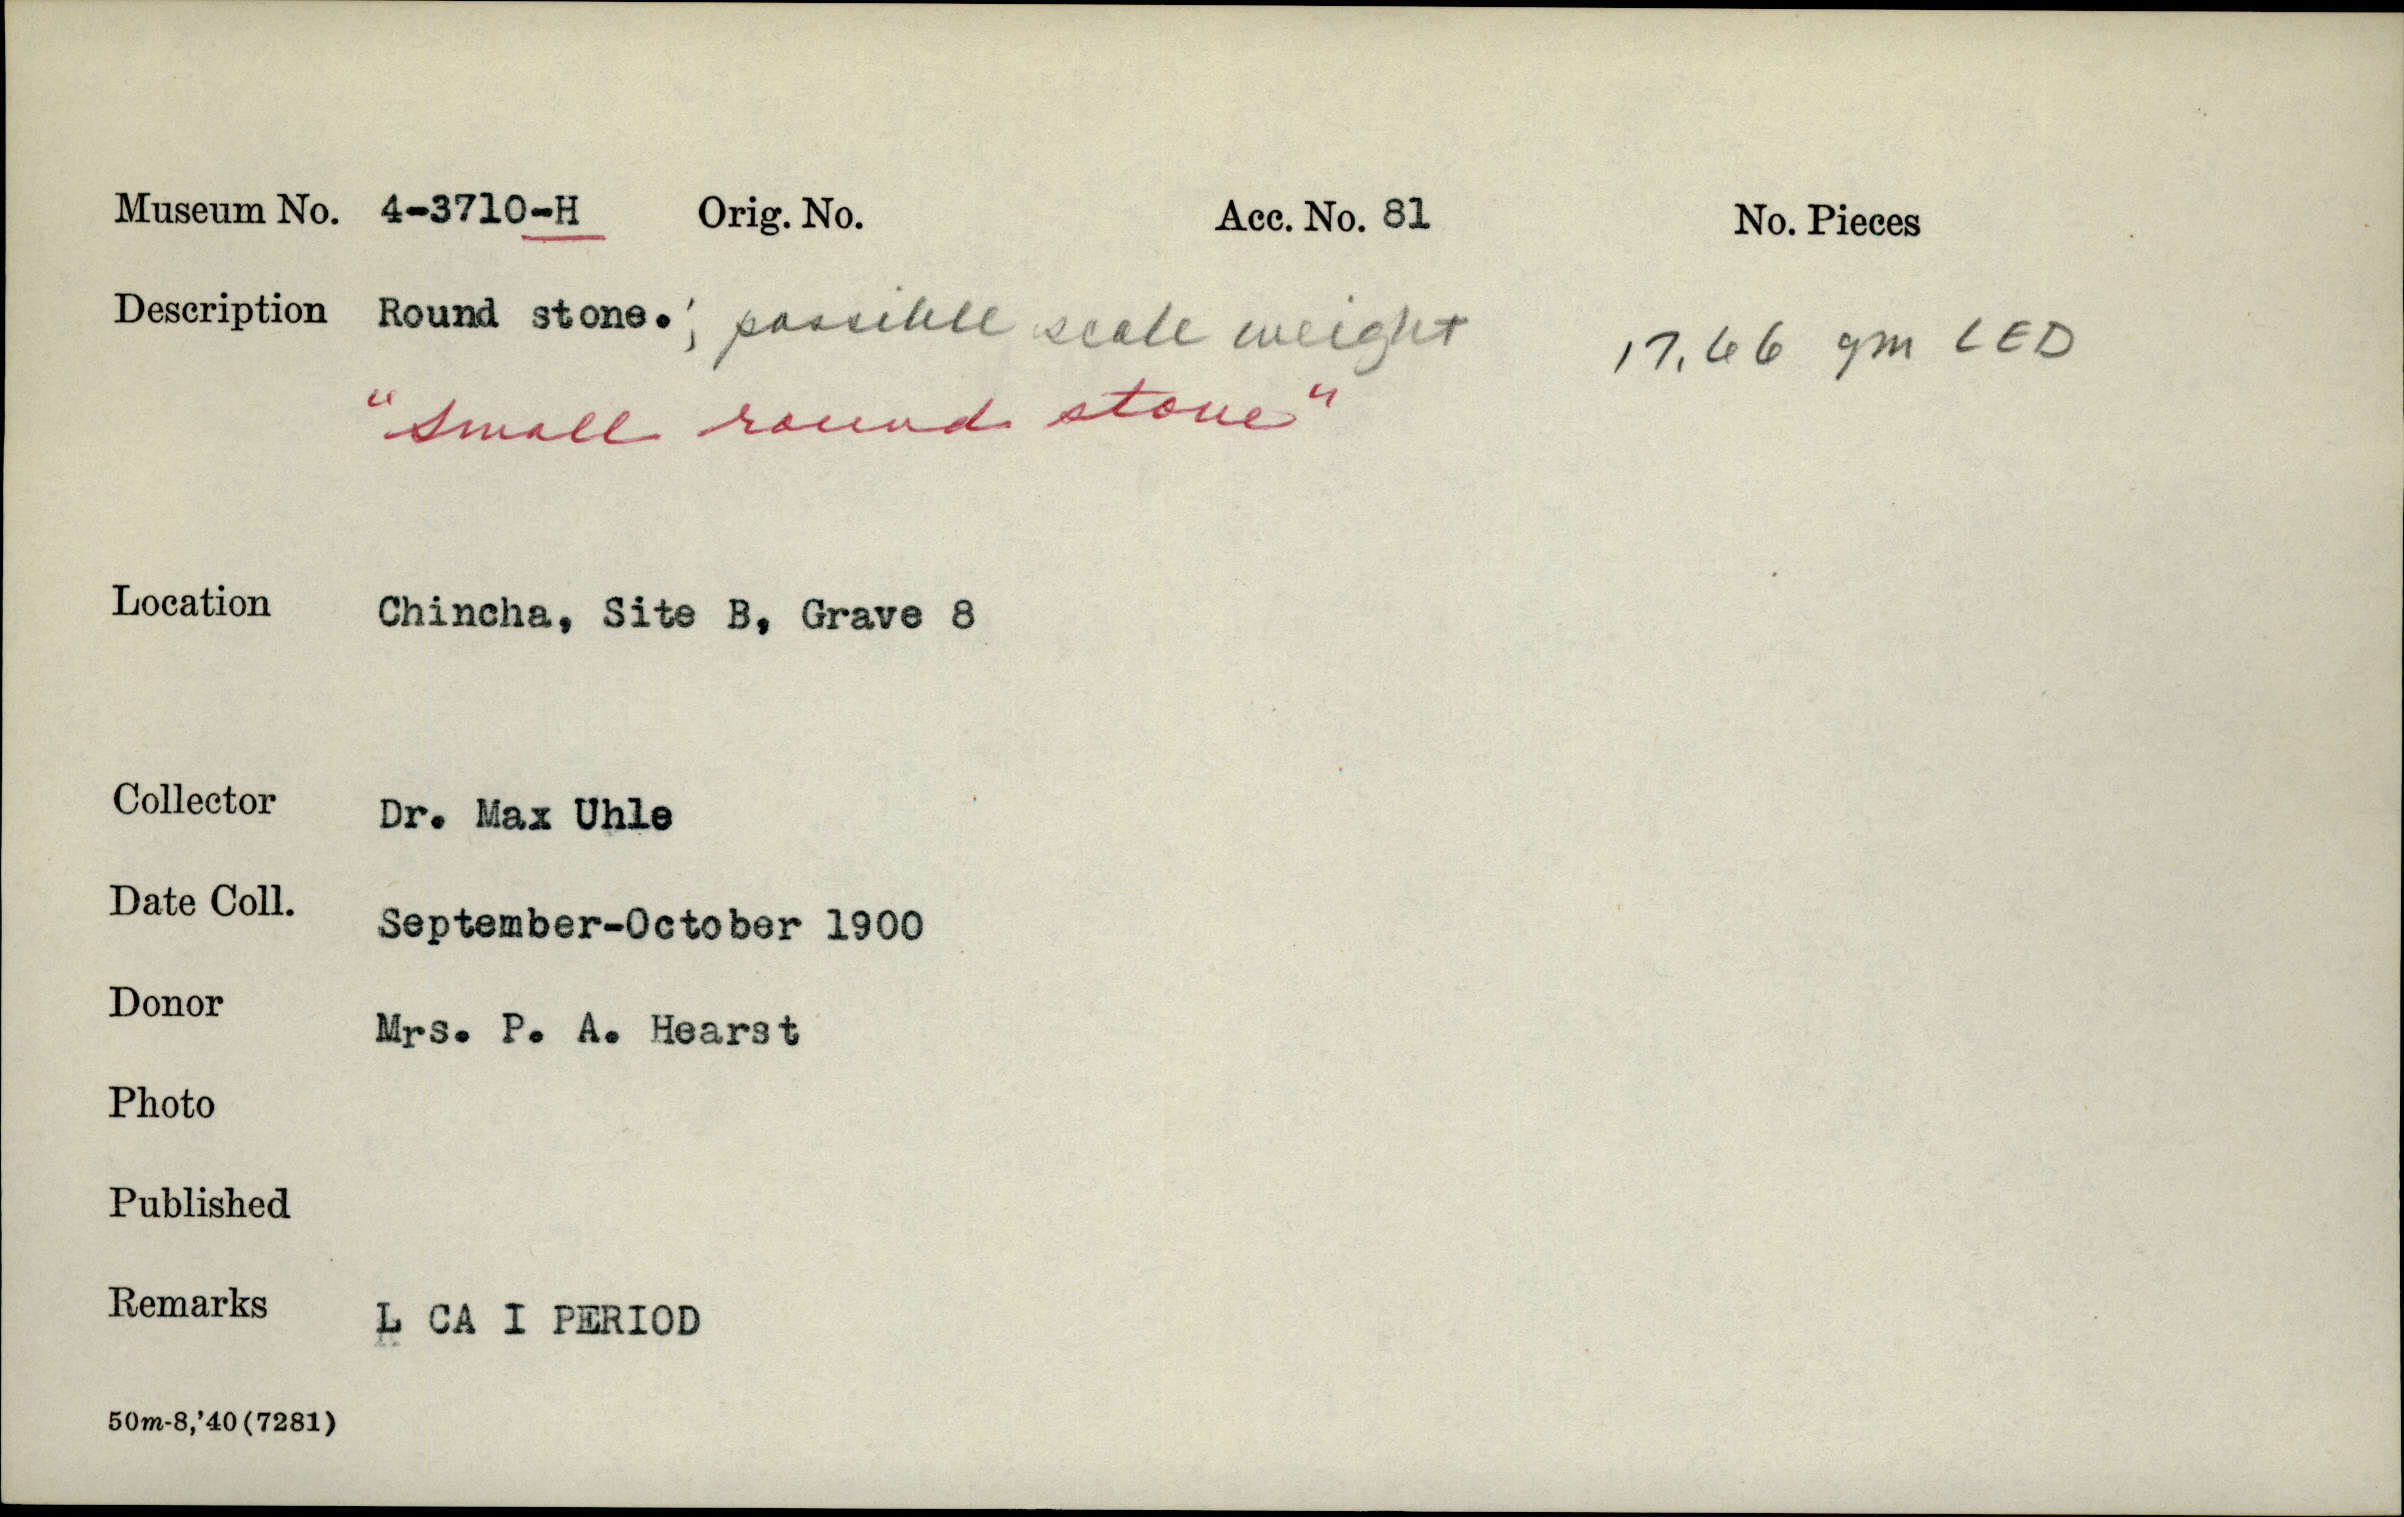 Museum No. 4-3710-H Orig. No. Acc. No. 81 No. Pieces
Description Round stone.; possible scale weight 17.66 gm LED
"Small round stone"
Location Chincha, Site B, Grave 8
Collector Dr. Max Uhle
Date Coll. September-October 1900
Donor Mrs. P. A. Hearst
Photo
Published
Remarks L CA I PERIOD
50m-8,'40(7281)